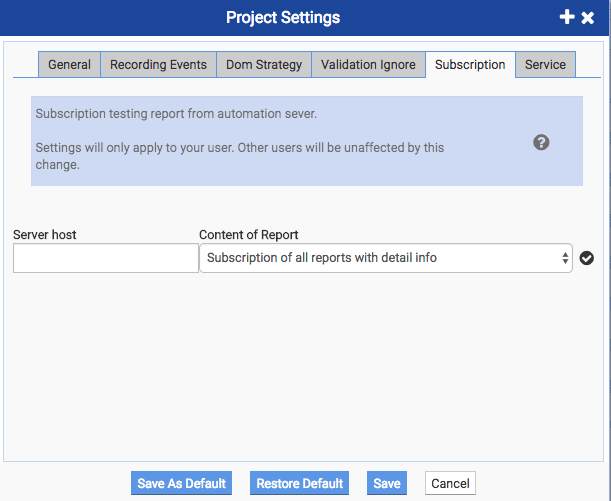 Project Settings
General Recording Events Dom Strategy Validation Ignore Subscription Service
Subscription testing report from automation sever.
Settings will only apply to your user. Other users will be unaffected by this
change.
Server host Content of Report
Subscription of all reports with detail info
Save As Default Restore Default Save Cancel